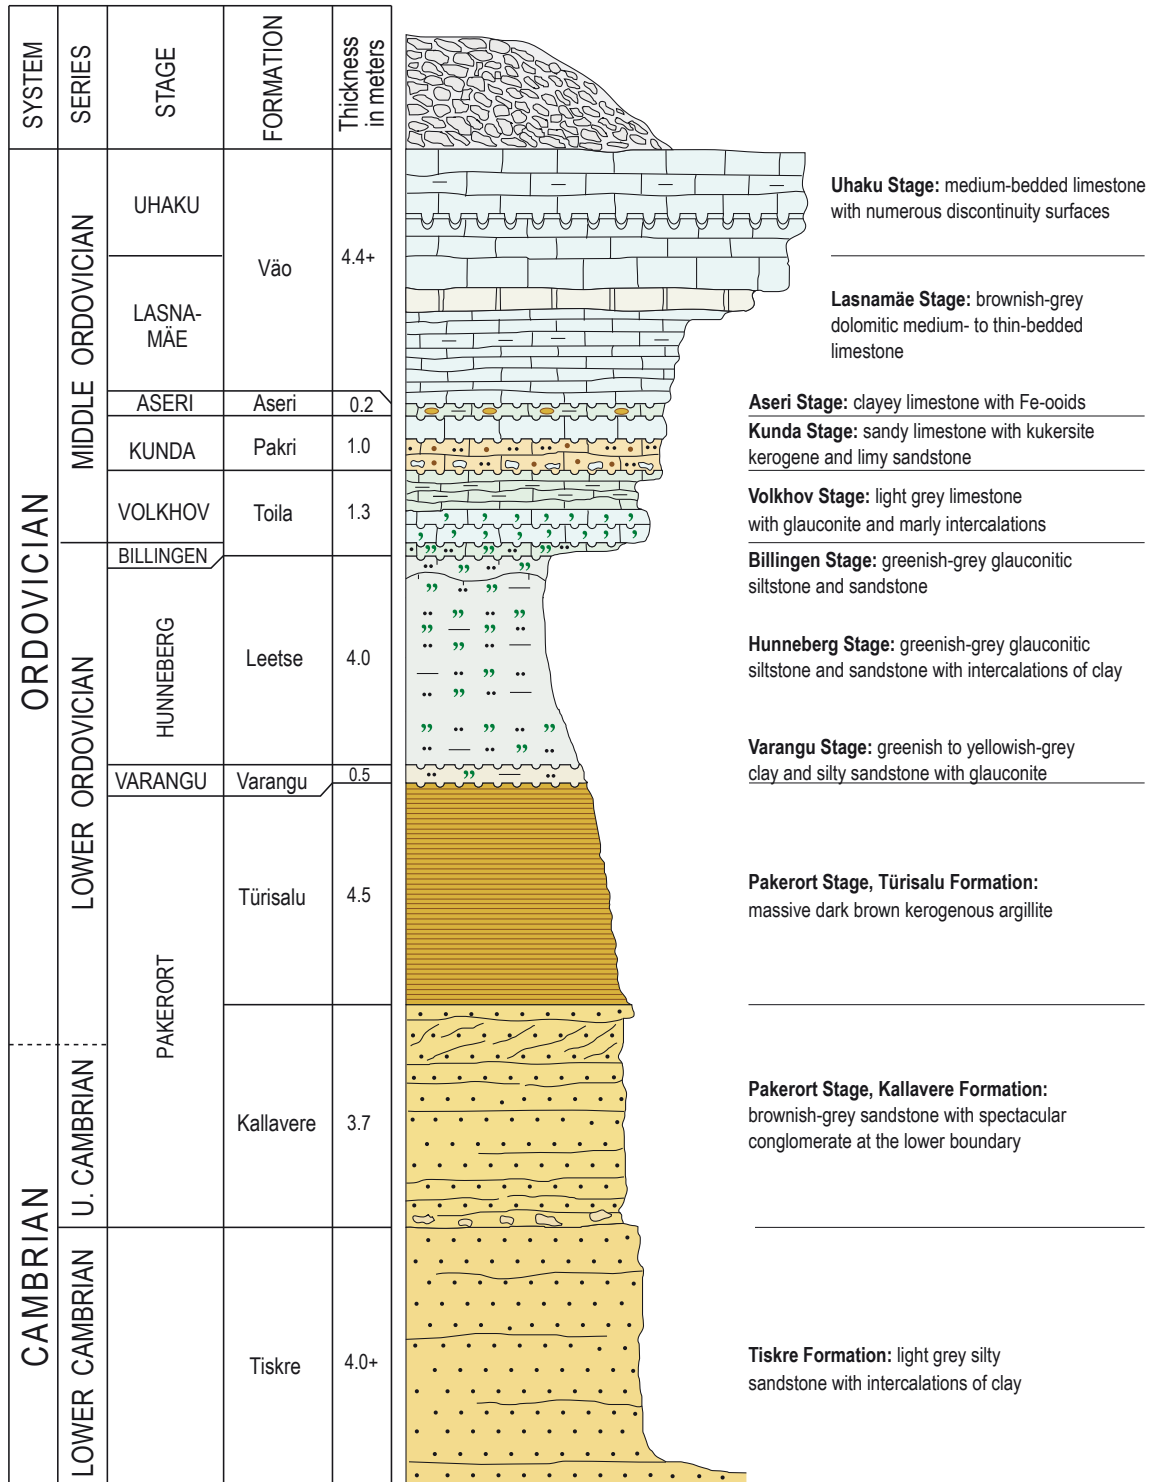 SYSTEM
SERIES
STAGE
FORMATION
Thickness
in meters
ORDOVICIAN
CAMBRIAN
MIDDLE ORDOVICIAN
LOWER ORDOVICIAN
U. CAMBRIAN
LOWER CAMBRIAN
UHAKU
LASNA-
MÄE
ASERI
KUNDA
VOLKHOV
BILLINGEN
HUNNEBERG
VARANGU
PAKERORT
Väo
Aseri
Pakri
Toila
Leetse
Varangu
Türisalu
Kallavere
Tiskre
4.4+
0.2
1.0
1.3
4.0
0.5
4.5
3.7
4.0+
Uhaku Stage: medium-bedded limestone
with numerous discontinuity surfaces
Lasnamäe Stage: brownish-grey
dolomitic medium- to thin-bedded
limestone
Aseri Stage: clayey limestone with Fe-ooids
Kunda Stage: sandy limestone with kukersite
kerogene and limy sandstone
Volkhov Stage: light grey limestone
with glauconite and marly intercalations
Billingen Stage: greenish-grey glauconitic
siltstone and sandstone
Hunneberg Stage: greenish-grey glauconitic
siltstone and sandstone with intercalations of clay
Varangu Stage: greenish to yellowish-grey
clay and silty sandstone with glauconite
Pakerort Stage, Türisalu Formation:
massive dark brown kerogenous argillite
Pakerort Stage, Kallavere Formation:
brownish-grey sandstone with spectacular
conglomerate at the lower boundary
Tiskre Formation: light grey silty
sandstone with intercalations of clay